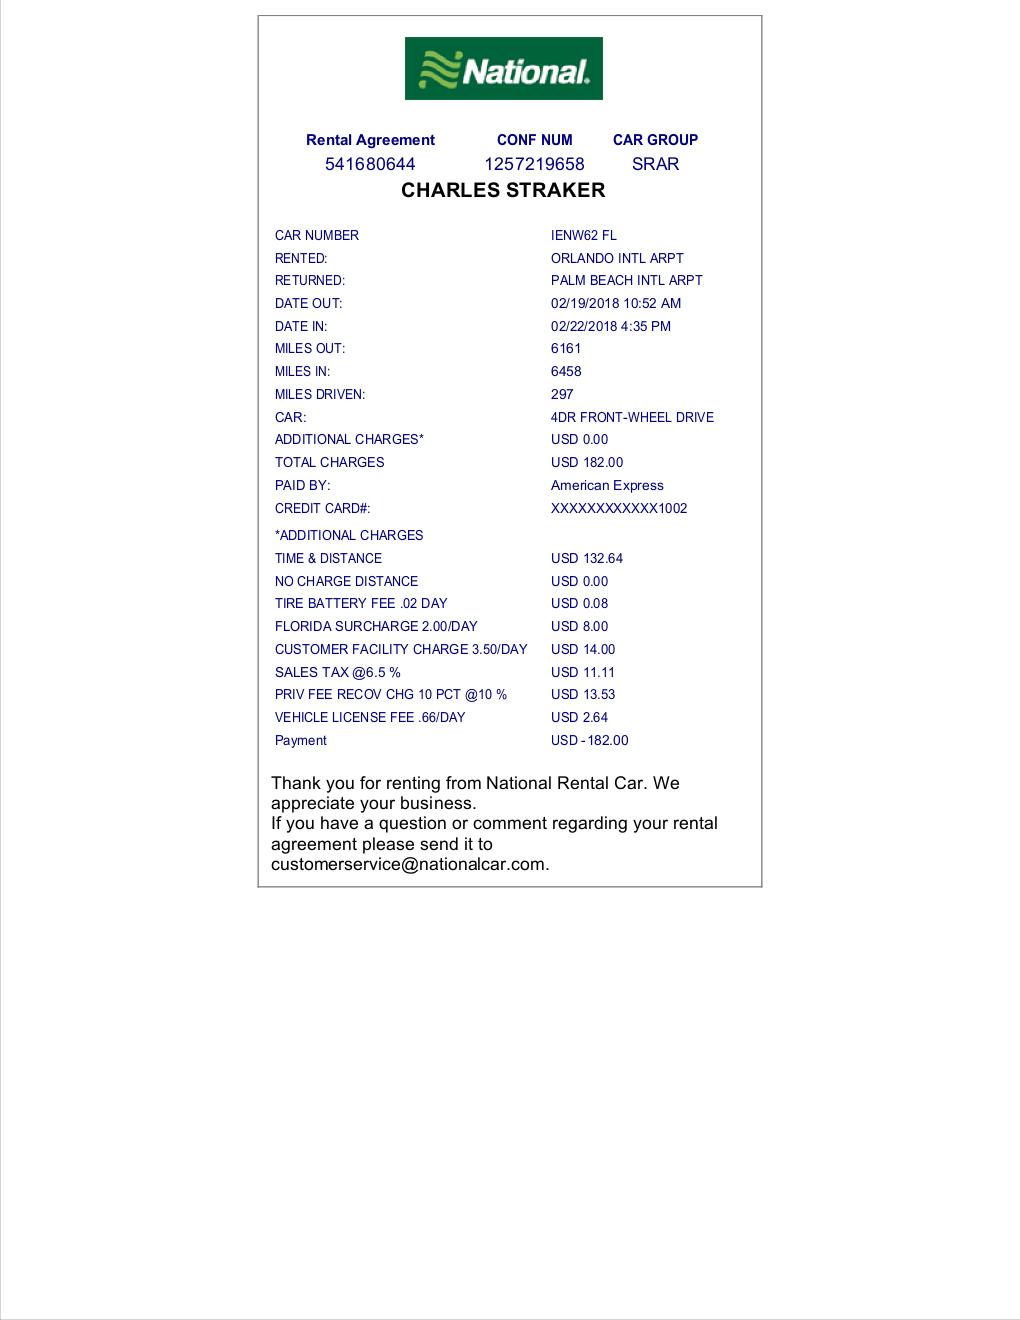 National.
Rental Agreement CONF NUM CAR GROUP
541680644 1257219658 SRAR
CHARLES STRAKER
CAR NUMBER IENW62 FL
RENTED: ORLANDO INTL ARPT
RETURNED: PALM BEACH INTL ARPT
DATE OUT: 02/19/2018 10:52 AM
DATE IN: 02/22/2018 4:35 PM
MILES OUT: 6161
MILES IN: 6458
MILES DRIVEN: 297
CAR: 4DR FRONT-WHEEL DRIVE
ADDITIONAL CHARGES* USD 0.00
TOTAL CHARGES USD 182.00
PAID BY: American Express
CREDIT CARD#: XXXXXXXXXXXX1002
*ADDITIONAL CHARGES
TIME & DISTANCE USD 132.64
NO CHARGE DISTANCE USD 0.00
TIRE BATTERY FEE .02 DAY USD 0.08
FLORIDA SURCHARGE 2.00/DAY USD 8.00
CUSTOMER FACILITY CHARGE 3.50/DAY USD 14.00
SALES TAX @6.5 % USD 11.11
PRIV FEE RECOV CHG 10 PCT @10 % USD 13.53
VEHICLE LICENSE FEE .66/DAY USD 2.64
Payment USD -182.00
Thank you for renting from National Rental Car. We
appreciate your business.
If you have a question or comment regarding your rental
agreement please send it to
customerservice@nationalcar.com.